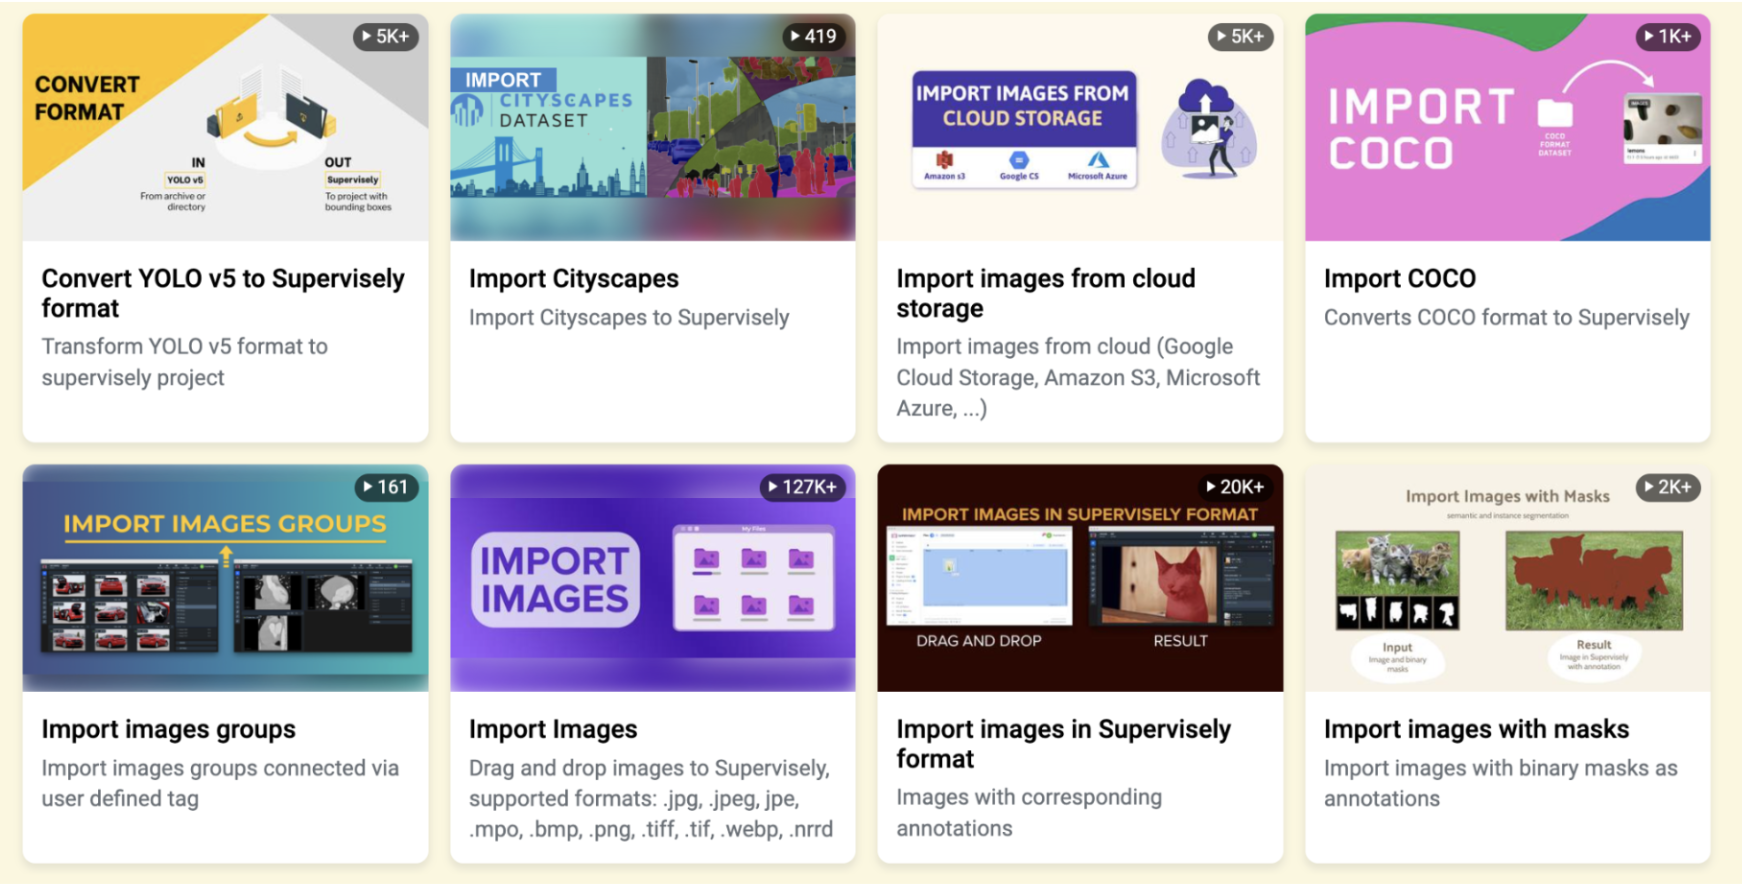 5K+
CONVERT
FORMAT
IN
YOLO v5
From archive or
directory
OUT
Supervisely
To project with
bounding boxes
Convert YOLO v5 to Supervisely
format
Transform YOLO v5 format to
supervisely project
419
IMPORT
CITYSCAPES
DATASET
Import Cityscapes
Import Cityscapes to Supervisely
5K+
IMPORT IMAGES FROM
CLOUD STORAGE
Amazon s3
Google CS
Microsoft Azure
Import images from cloud
storage
Import images from cloud (Google
Cloud Storage, Amazon S3, Microsoft
Azure, ...)
1K+
IMPORT
COCO
COCO
FORMAT
DATASET
Import COCO
Converts COCO format to Supervisely
161
IMPORT IMAGES GROUPS
Import images groups
Import images groups connected via
user defined tag
127K+
IMPORT
IMAGES
My Files
Import Images
Drag and drop images to Supervisely,
supported formats: .jpg, .jpeg, jpe,
.mpo, .bmp, .png, .tiff, .tif, .webp, .nrrd
20K+
IMPORT IMAGES IN SUPERVISELY FORMAT
DRAG AND DROP
RESULT
Import images in Supervisely
format
Images with corresponding
annotations
2K+
Import Images with Masks
semantic and instance segmentation
Input
Image and binary
masks
Result
Image in Supervisely
with annotation
Import images with masks
Import images with binary masks as
annotations